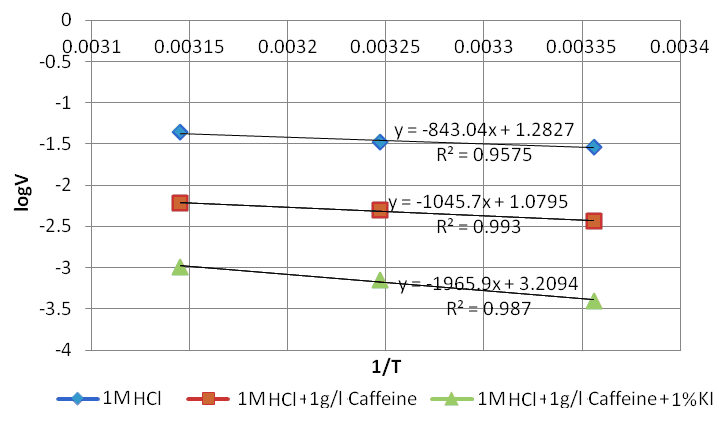 0
0.0031 0.00315 0.0032 0.00325 0.0033 0.00335 0.0034
-0.5
-1
y = -843.04x + 1.2827
-1.5
R² = 0.9575
-2
y = -1045.7x + 1.0795
-2.5
R² = 0.993
-3
y = -1965.9x + 3.2094
-3.5
R² = 0.987
-4
logV
1/T
1M HCl 1M HCl+1g/l Caffeine 1M HCl+1g/l Caffeine+1%KI